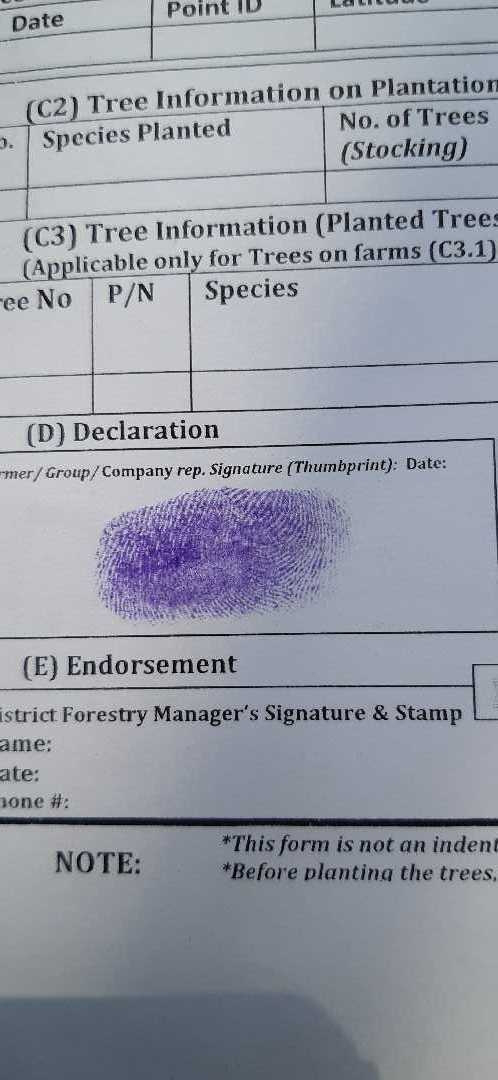 Date
Point ID
Latitude
(C2) Tree Information on Plantation
Species Planted
No. of Trees
(Stocking)
(C3) Tree Information (Planted Trees
(Applicable only for Trees on farms (C3.1)
ree No
P/N
Species
(D) Declaration
rmer/ Group/ Company rep. Signature (Thumbprint): Date:
(E) Endorsement
istrict Forestry Manager's Signature & Stamp
ame:
ate:
hone #:
NOTE:
*This form is not an indent
*Before planting the trees,